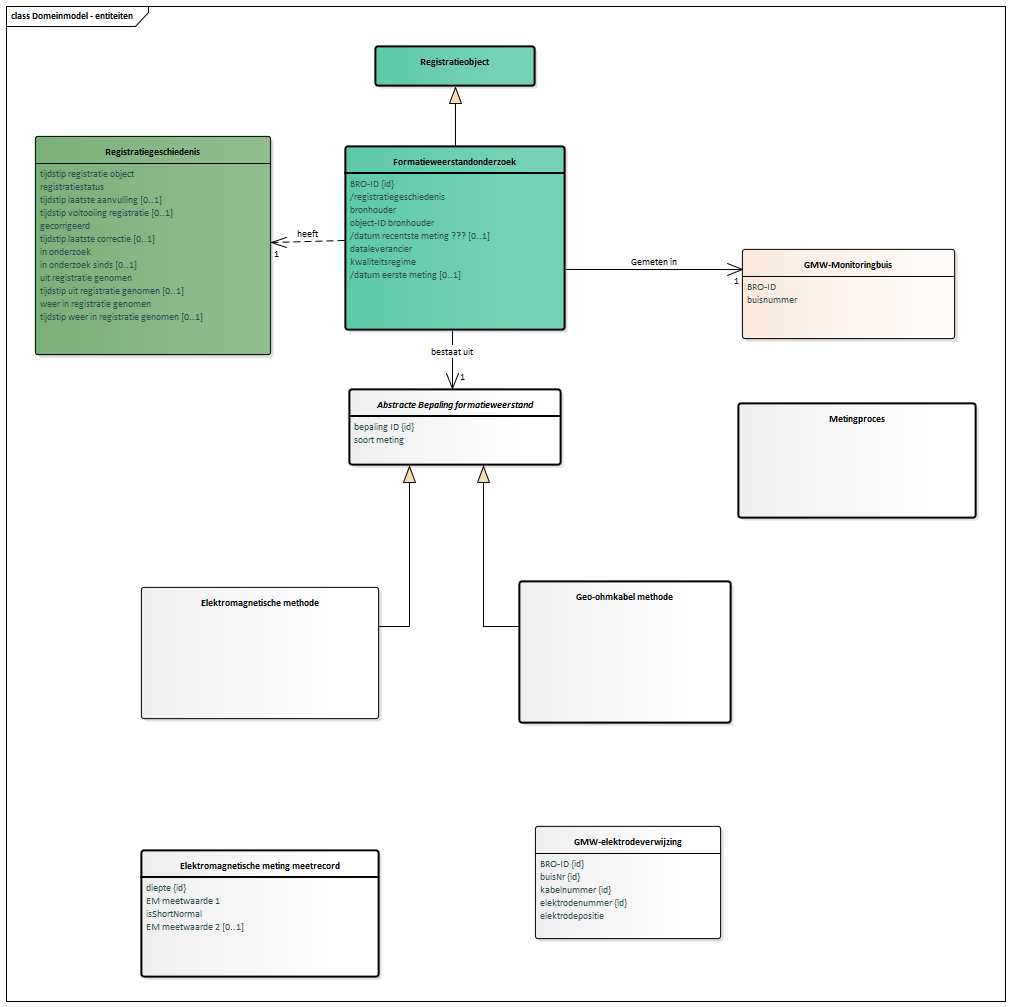 class Domeinmodel - entiteiten
Registratieobject
Registratiegeschiedenis
tijdstip registratie object
registratiestatus
tijdstip laatste aanvulling [0..1]
tijdstip voltooiing registratie [0..1]
gecorrigeerd
tijdstip laatste correctie [0..1]
in onderzoek
in onderzoek sinds [0..1]
uit registratie genomen
tijdstip uit registratie genomen [0..1]
weer in registratie genomen
tijdstip weer in registratie genomen [0..1]
Formatieweerstandonderzoek
BRO-ID {id}
/registratiegeschiedenis
bronhouder
object-ID bronhouder
/datum recentste meting ??? [0..1]
dataleverancier
kwaliteitsregime
/datum eerste meting [0..1]
heeft
1
Gemeten in
1
GMW-Monitoringbuis
BRO-ID
buisnummer
bestaat uit
1
Abstracte Bepaling formatieweerstand
bepaling ID {id}
soort meting
Metingproces
Elektromagnetische methode
Geo-ohmkabel methode
Elektromagnetische meting meetrecord
diepte {id}
EM meetwaarde 1
isShortNormal
EM meetwaarde 2 [0..1]
GMW-elektrodeverwijzing
BRO-ID {id}
buisNr {id}
kabelnummer {id}
elektrodenummer {id}
elektrodepositie